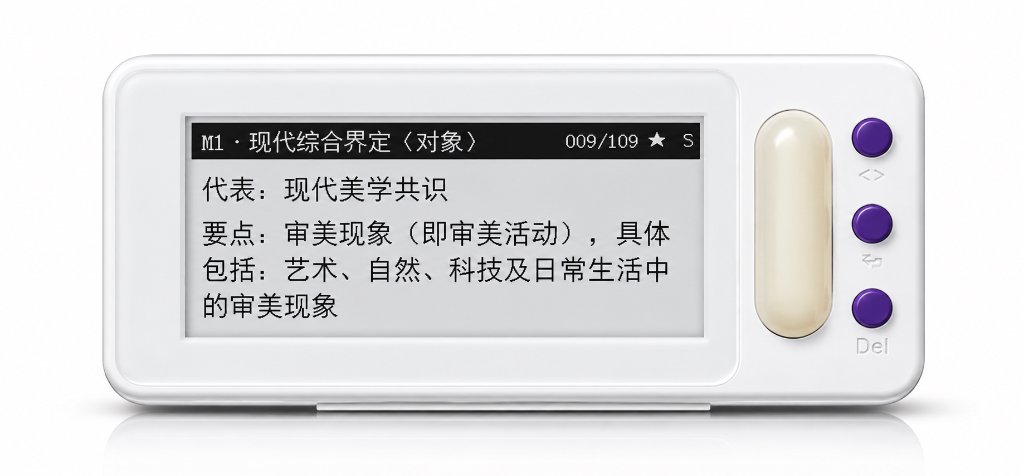 M1·现代综合界定（对象） 009/109 ★ S
代表：现代美学共识
要点：审美现象（即审美活动），具体
包括：艺术、自然、科技及日常生活中
的审美现象
<>
Del